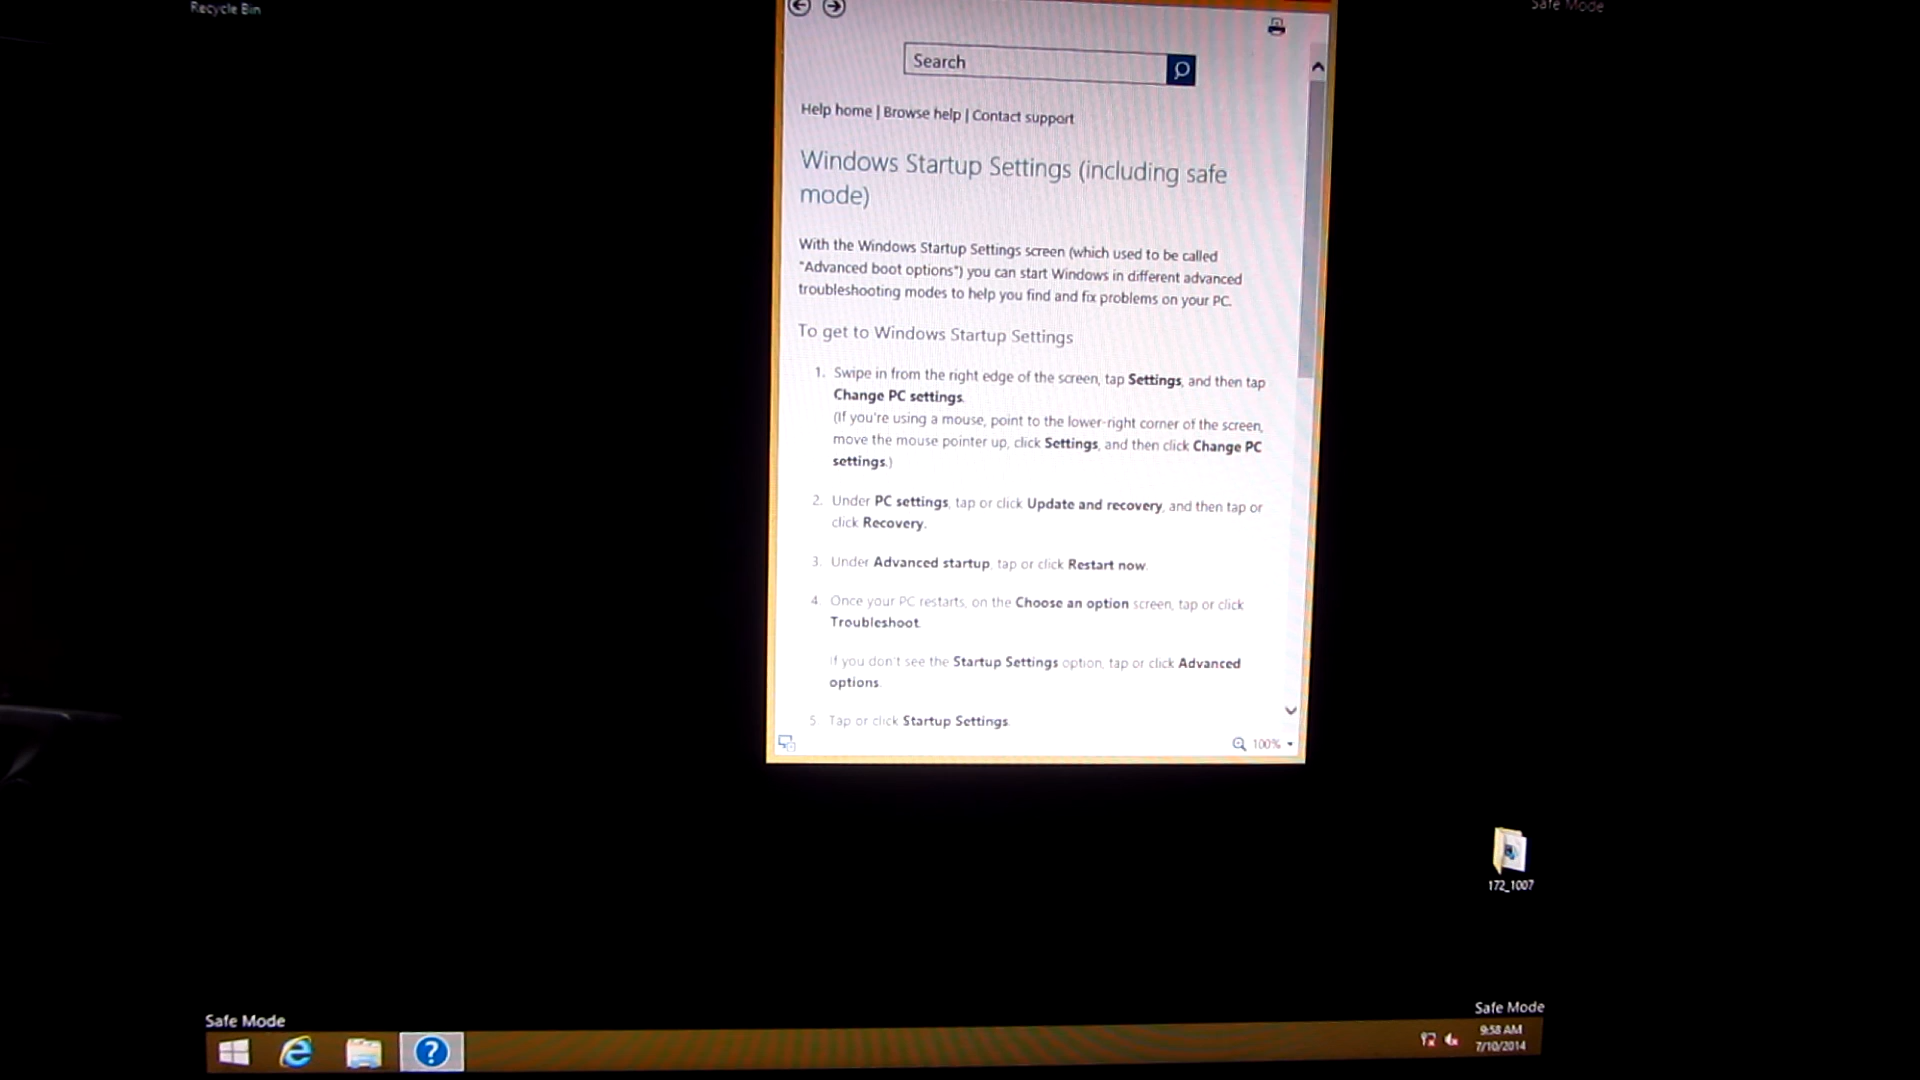 Recycle Bin
Safe Mode
Search
Help home | Browse help | Contact support
Windows Startup Settings (including safe
mode)
With the Windows Startup Settings screen (which used to be called
"Advanced boot options") you can start Windows in different advanced
troubleshooting modes to help you find and fix problems on your PC.
To get to Windows Startup Settings
1. Swipe in from the right edge of the screen, tap Settings, and then tap
Change PC settings.
(If you're using a mouse, point to the lower-right corner of the screen,
move the mouse pointer up, click Settings, and then click Change PC
settings.)
2. Under PC settings, tap or click Update and recovery, and then tap or
click Recovery.
3. Under Advanced startup, tap or click Restart now.
4. Once your PC restarts, on the Choose an option screen, tap or click
Troubleshoot.
If you don't see the Startup Settings option, tap or click Advanced
options.
5. Tap or click Startup Settings.
100%
172_1007
Safe Mode
Safe Mode
9:58 AM
7/10/2014